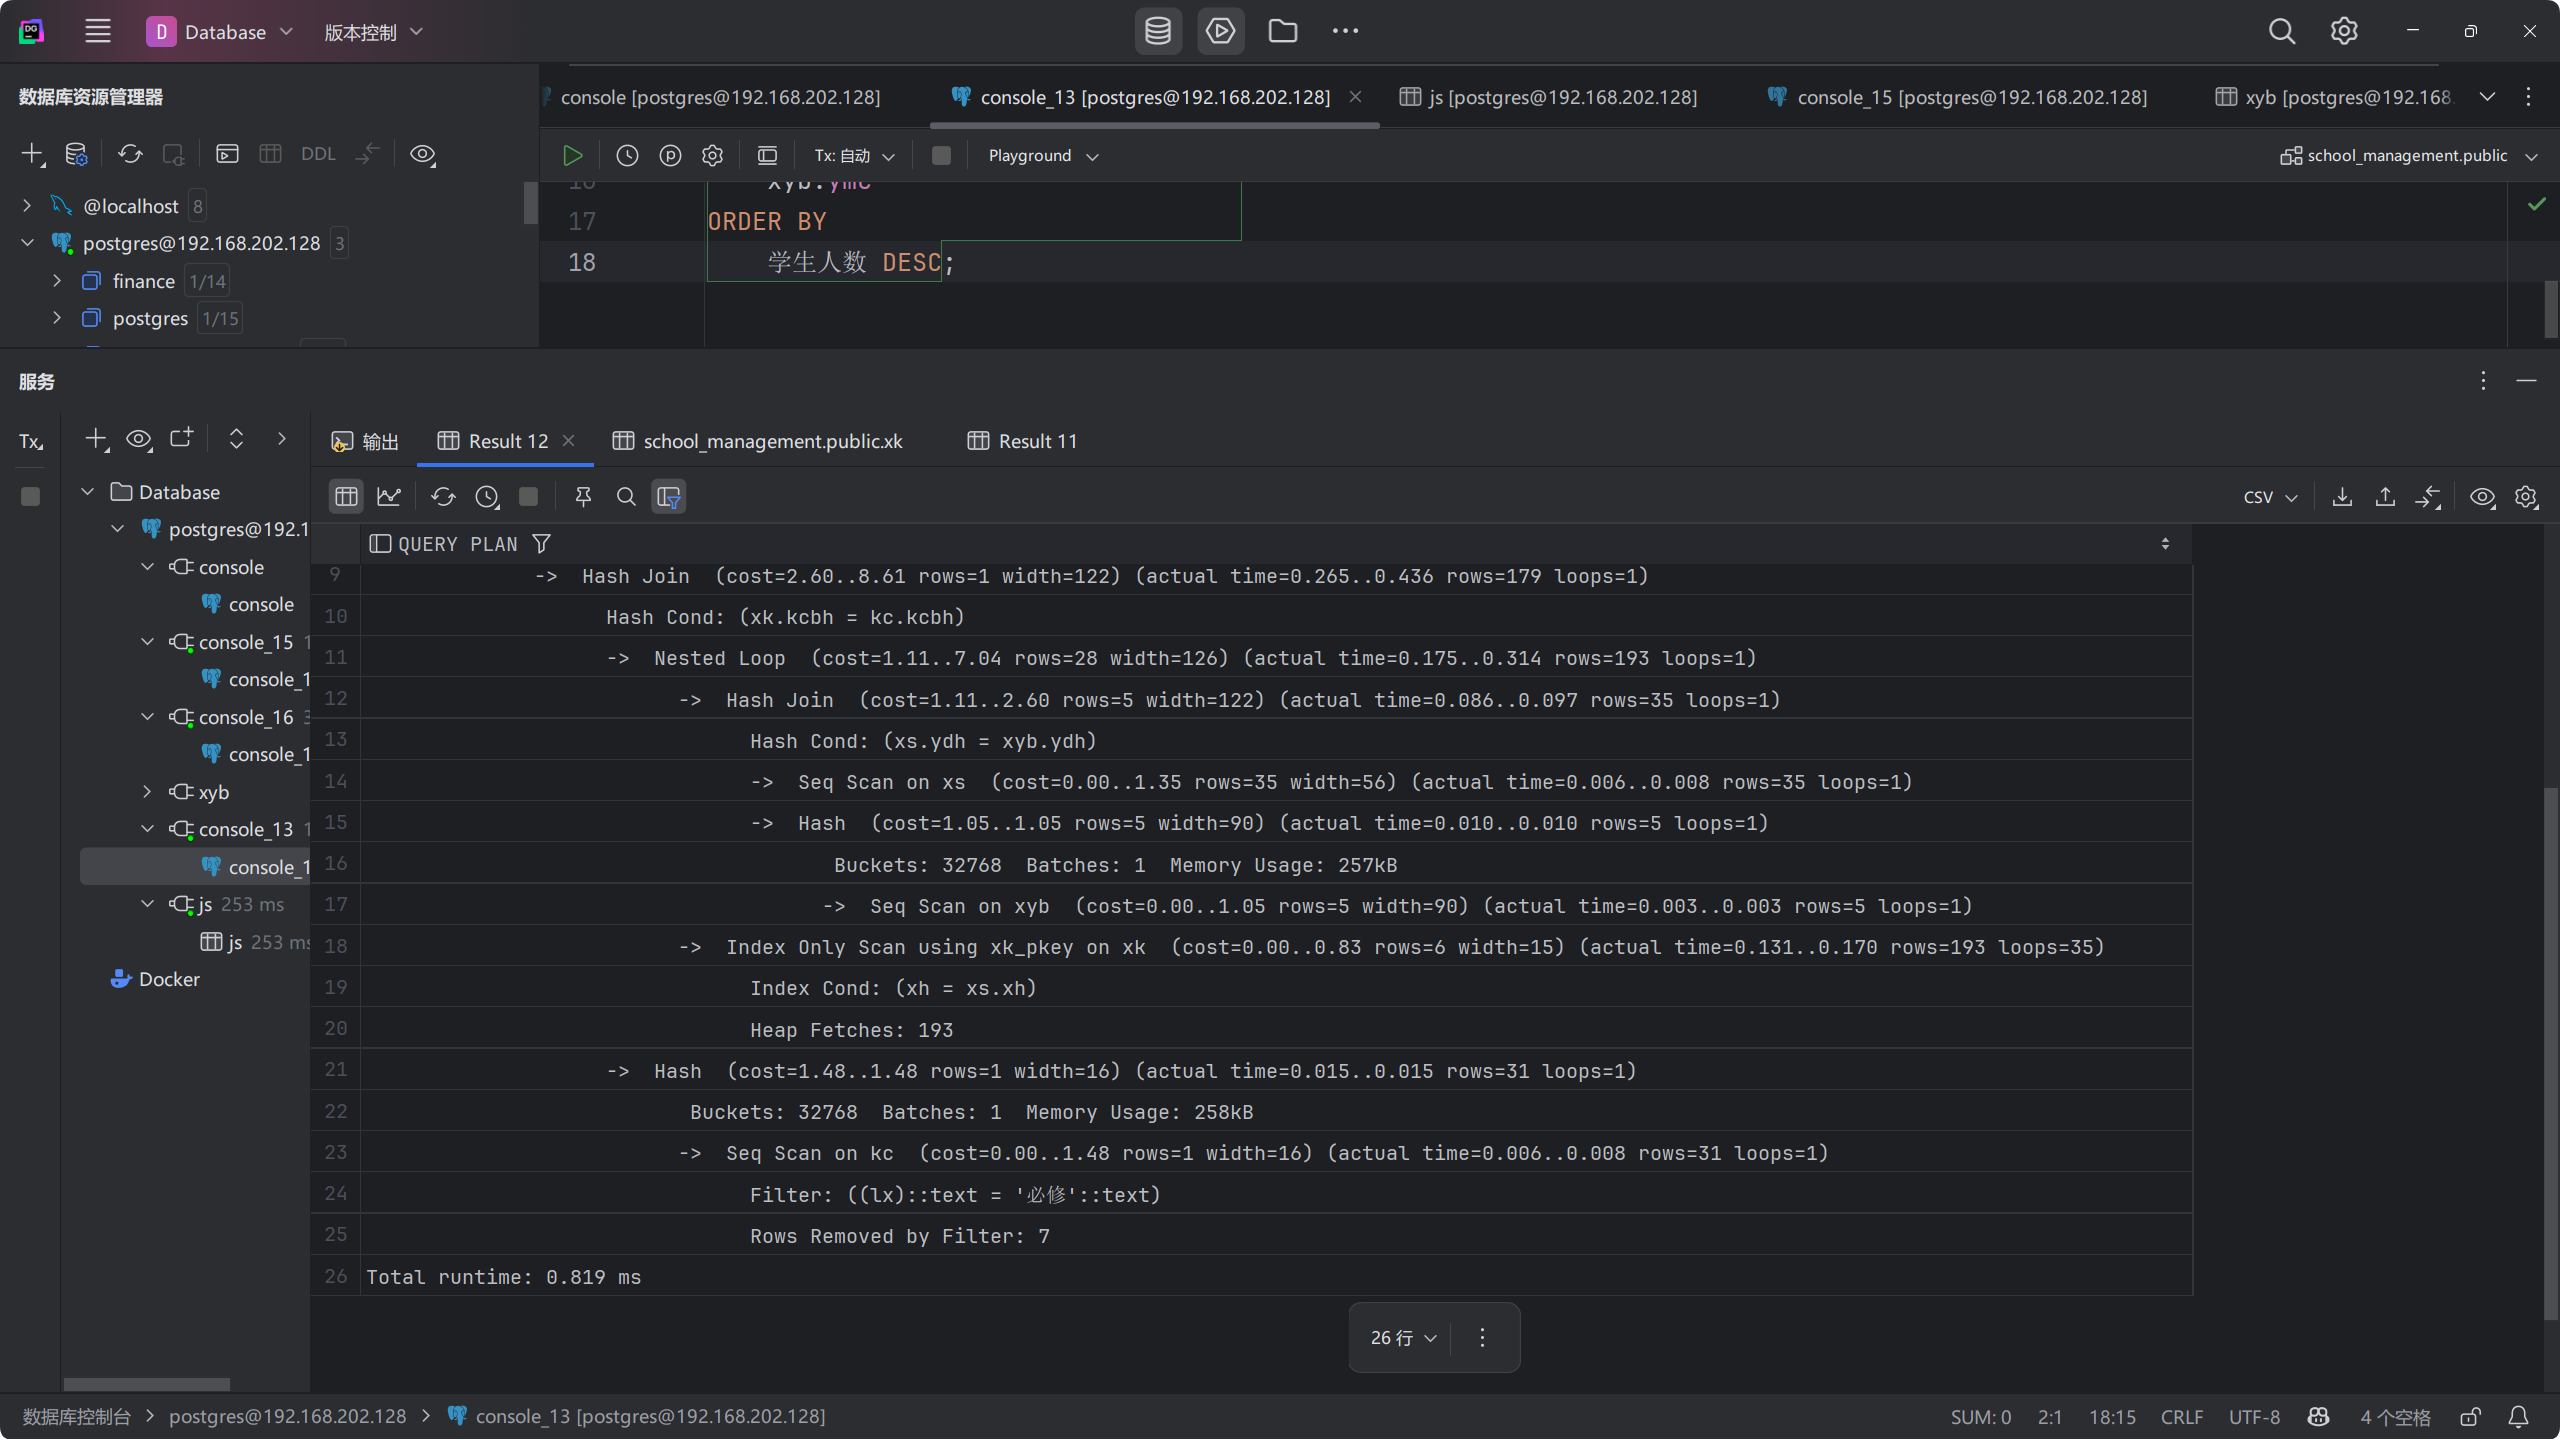 D Database 版本控制
数据库资源管理器
DDL
@localhost 8
postgres@192.168.202.128 3
finance 1/14
postgres 1/15
console [postgres@192.168.202.128]
console_13 [postgres@192.168.202.128]
js [postgres@192.168.202.128]
console_15 [postgres@192.168.202.128]
xyb [postgres@192.168.
Tx: 自动
Playground
school_management.public
xyb.ymc
17 ORDER BY
18 学生人数 DESC;
服务
Tx
Database
postgres@192.1
console
console
console_15
console_1
console_16
console_1
xyb
console_13
console_1
js 253 ms
js 253 ms
Docker
输出
Result 12
school_management.public.xk
Result 11
CSV
QUERY PLAN
9 -> Hash Join (cost=2.60..8.61 rows=1 width=122) (actual time=0.265..0.436 rows=179 loops=1)
10 Hash Cond: (xk.kcbh = kc.kcbh)
11 -> Nested Loop (cost=1.11..7.04 rows=28 width=126) (actual time=0.175..0.314 rows=193 loops=1)
12 -> Hash Join (cost=1.11..2.60 rows=5 width=122) (actual time=0.086..0.097 rows=35 loops=1)
13 Hash Cond: (xs.ydh = xyb.ydh)
14 -> Seq Scan on xs (cost=0.00..1.35 rows=35 width=56) (actual time=0.006..0.008 rows=35 loops=1)
15 -> Hash (cost=1.05..1.05 rows=5 width=90) (actual time=0.010..0.010 rows=5 loops=1)
16 Buckets: 32768 Batches: 1 Memory Usage: 257kB
17 -> Seq Scan on xyb (cost=0.00..1.05 rows=5 width=90) (actual time=0.003..0.003 rows=5 loops=1)
18 -> Index Only Scan using xk_pkey on xk (cost=0.00..0.83 rows=6 width=15) (actual time=0.131..0.170 rows=193 loops=35)
19 Index Cond: (xh = xs.xh)
20 Heap Fetches: 193
21 -> Hash (cost=1.48..1.48 rows=1 width=16) (actual time=0.015..0.015 rows=31 loops=1)
22 Buckets: 32768 Batches: 1 Memory Usage: 258kB
23 -> Seq Scan on kc (cost=0.00..1.48 rows=1 width=16) (actual time=0.006..0.008 rows=31 loops=1)
24 Filter: ((lx)::text = '必修'::text)
25 Rows Removed by Filter: 7
26 Total runtime: 0.819 ms
26 行
数据库控制台 > postgres@192.168.202.128 > console_13 [postgres@192.168.202.128]
SUM: 0 2:1 18:15 CRLF UTF-8 4 个空格